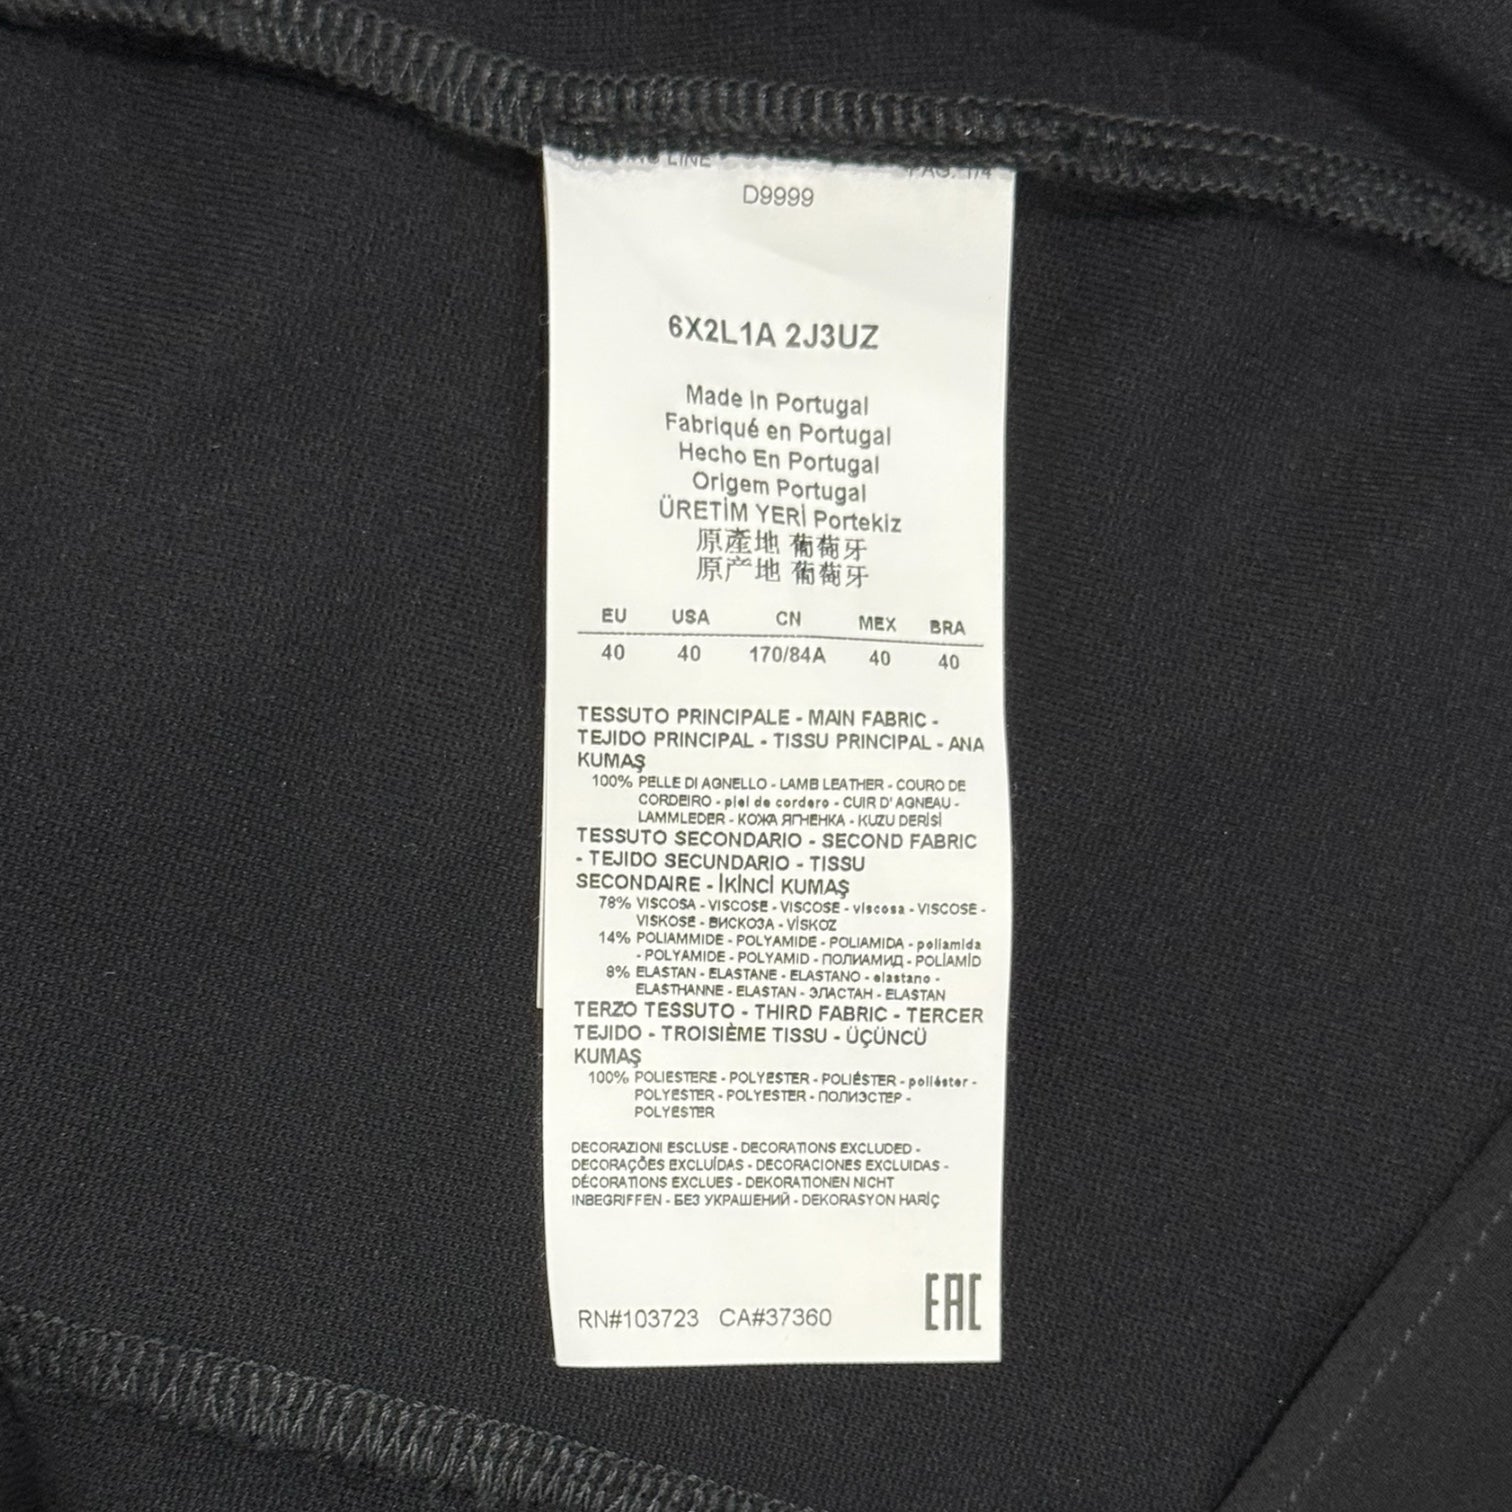 LINE PAG. 1/4
D9999
6X2L1A 2J3UZ
Made in Portugal
Fabriqué en Portugal
Hecho En Portugal
Origem Portugal
ÜRETİM YERİ Portekiz
原產地 葡萄牙
原产地 葡萄牙
EU USA CN MEX BRA
40 40 170/84A 40 40
TESSUTO PRINCIPALE - MAIN FABRIC -
TEJIDO PRINCIPAL - TISSU PRINCIPAL - ANA
KUMAŞ
100% PELLE DI AGNELLO - LAMB LEATHER - COURO DE
CORDEIRO - piel de cordero - CUIR D' AGNEAU -
LAMMLEDER - КОЖА ЯГНЕНКА - KUZU DERİSİ
TESSUTO SECONDARIO - SECOND FABRIC
- TEJIDO SECUNDARIO - TISSU
SECONDAIRE - İKİNCİ KUMAŞ
78% VISCOSA - VISCOSE - VISCOSE - viscosa - VISCOSE -
VISKOSE - ВИСКОЗА - VİSKOZ
14% POLIAMMIDE - POLYAMIDE - POLIAMIDA - poliamida
- POLYAMIDE - POLYAMID - ПОЛИАМИД - POLİAMİD
8% ELASTAN - ELASTANE - ELASTANO - elastano -
ELASTHANNE - ELASTAN - ЭЛАСТАН - ELASTAN
TERZO TESSUTO - THIRD FABRIC - TERCER
TEJIDO - TROISIÈME TISSU - ÜÇÜNCÜ
KUMAŞ
100% POLIESTERE - POLYESTER - POLIÉSTER - poliéster -
POLYESTER - POLYESTER - ПОЛИЭСТЕР -
POLYESTER
DECORAZIONI ESCLUSE - DECORATIONS EXCLUDED -
DECORAÇÕES EXCLUÍDAS - DECORACIONES EXCLUIDAS -
DÉCORATIONS EXCLUES - DEKORATIONEN NICHT
INBEGRIFFEN - БЕЗ УКРАШЕНИЙ - DEKORASYON HARİÇ
RN#103723 CA#37360 EAC